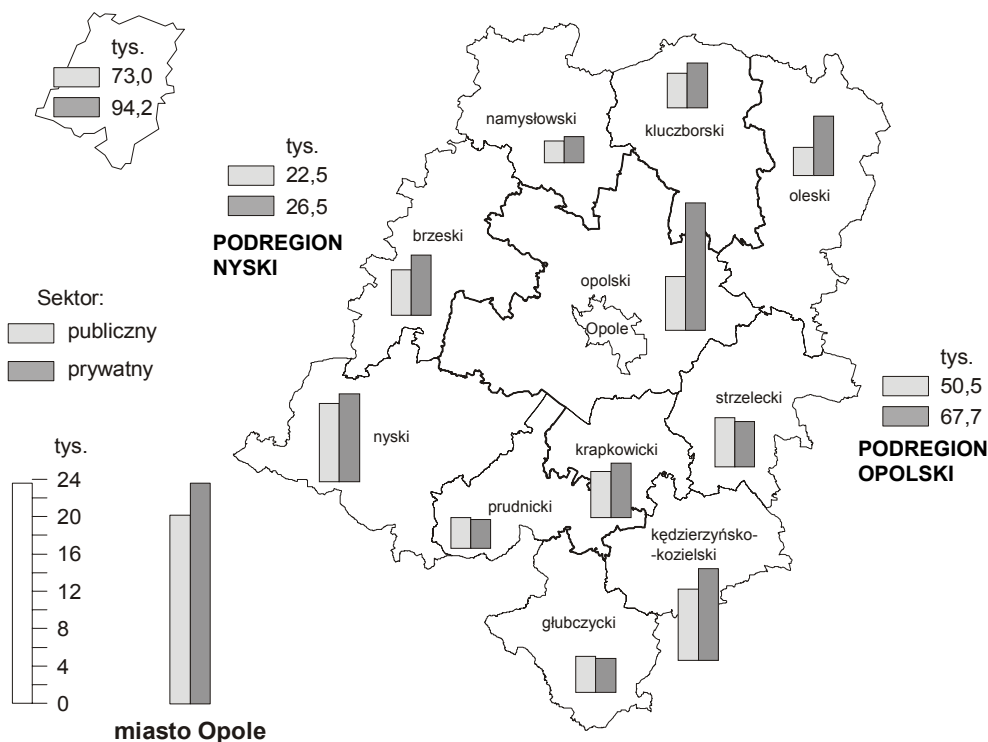 tys.
73,0
94,2
tys.
22,5
26,5
PODREGION
NYSKI
Sektor:
publiczny
prywatny
namysłowski
kluczborski
oleski
brzeski
opolski
Opole
strzelecki
nyski
krapkowicki
prudnicki
kędzierzyńsko-
-kozielski
głubczycki
tys.
50,5
67,7
PODREGION
OPOLSKI
tys.
24
20
16
12
8
4
0
miasto Opole